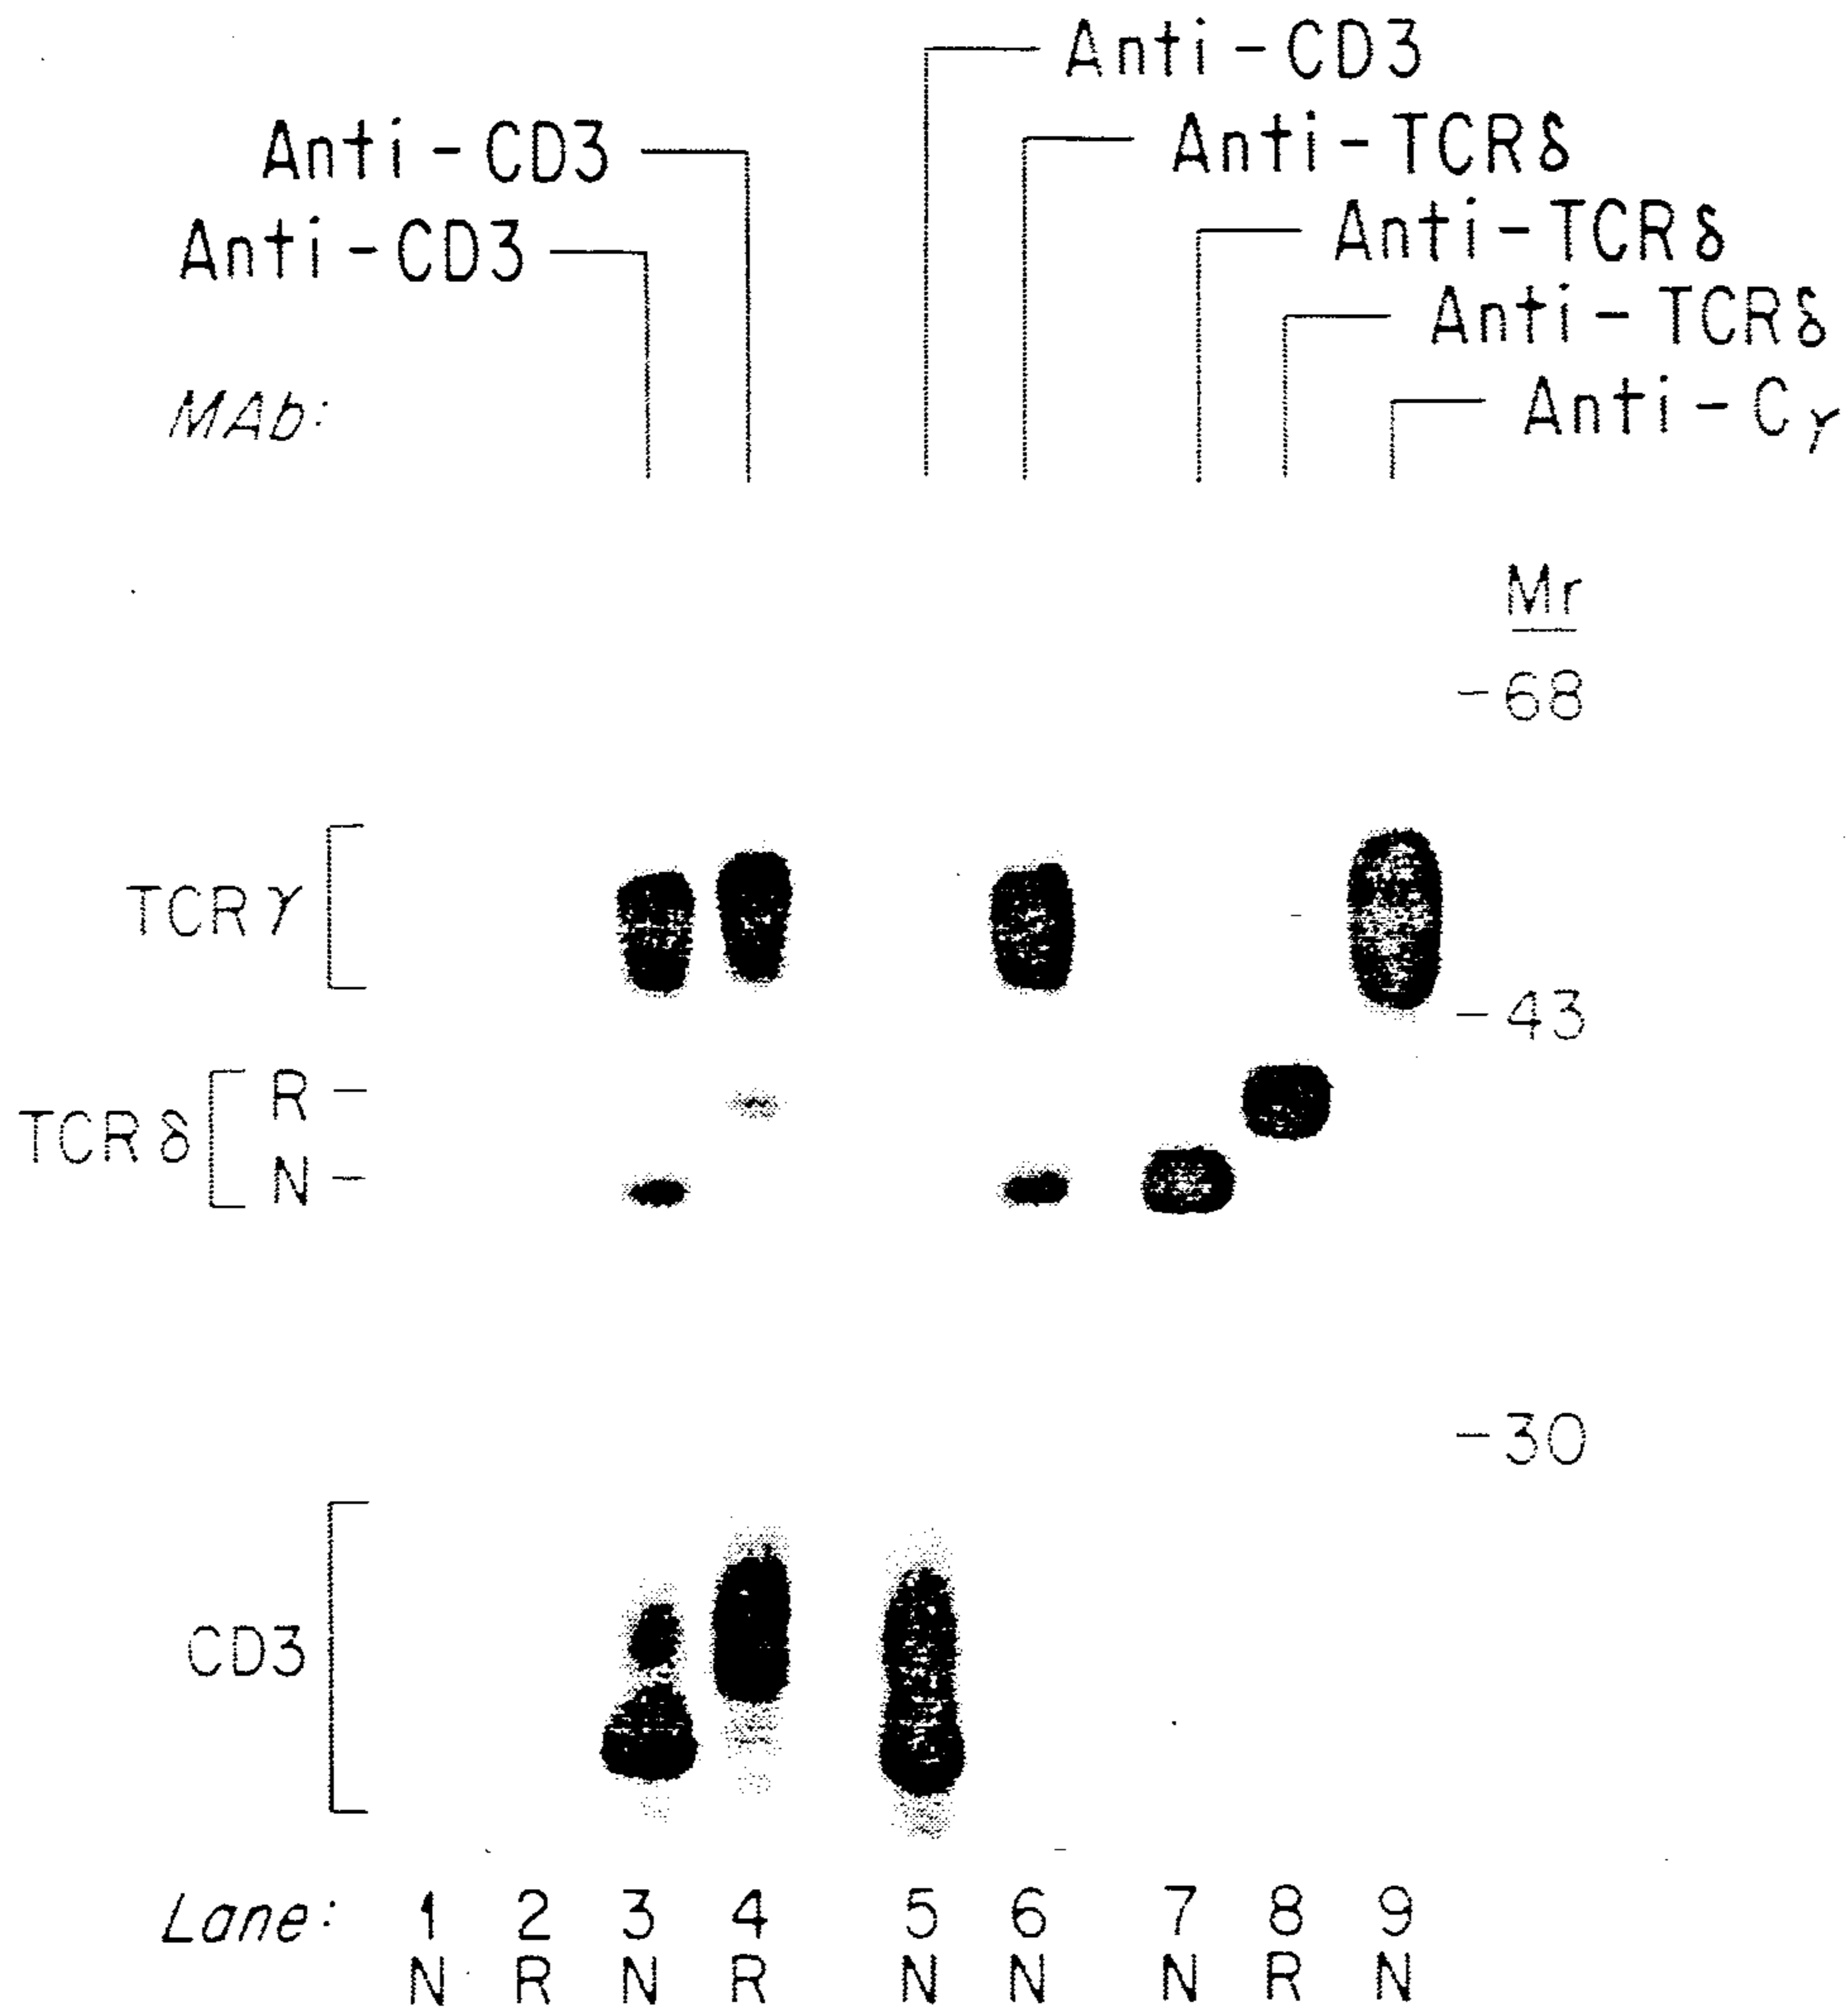 Anti-CD3
Anti-CD3
Anti-TCRδ
Anti-CD3
Anti-TCRδ
Anti-TCRδ
Anti-Cγ
MAb:
Mr
-68
TCRγ
-43
TCRδ
R-
N-
-30
CD3
Lane: 1 2 3 4 5 6 7 8 9
N R N R N N N R N